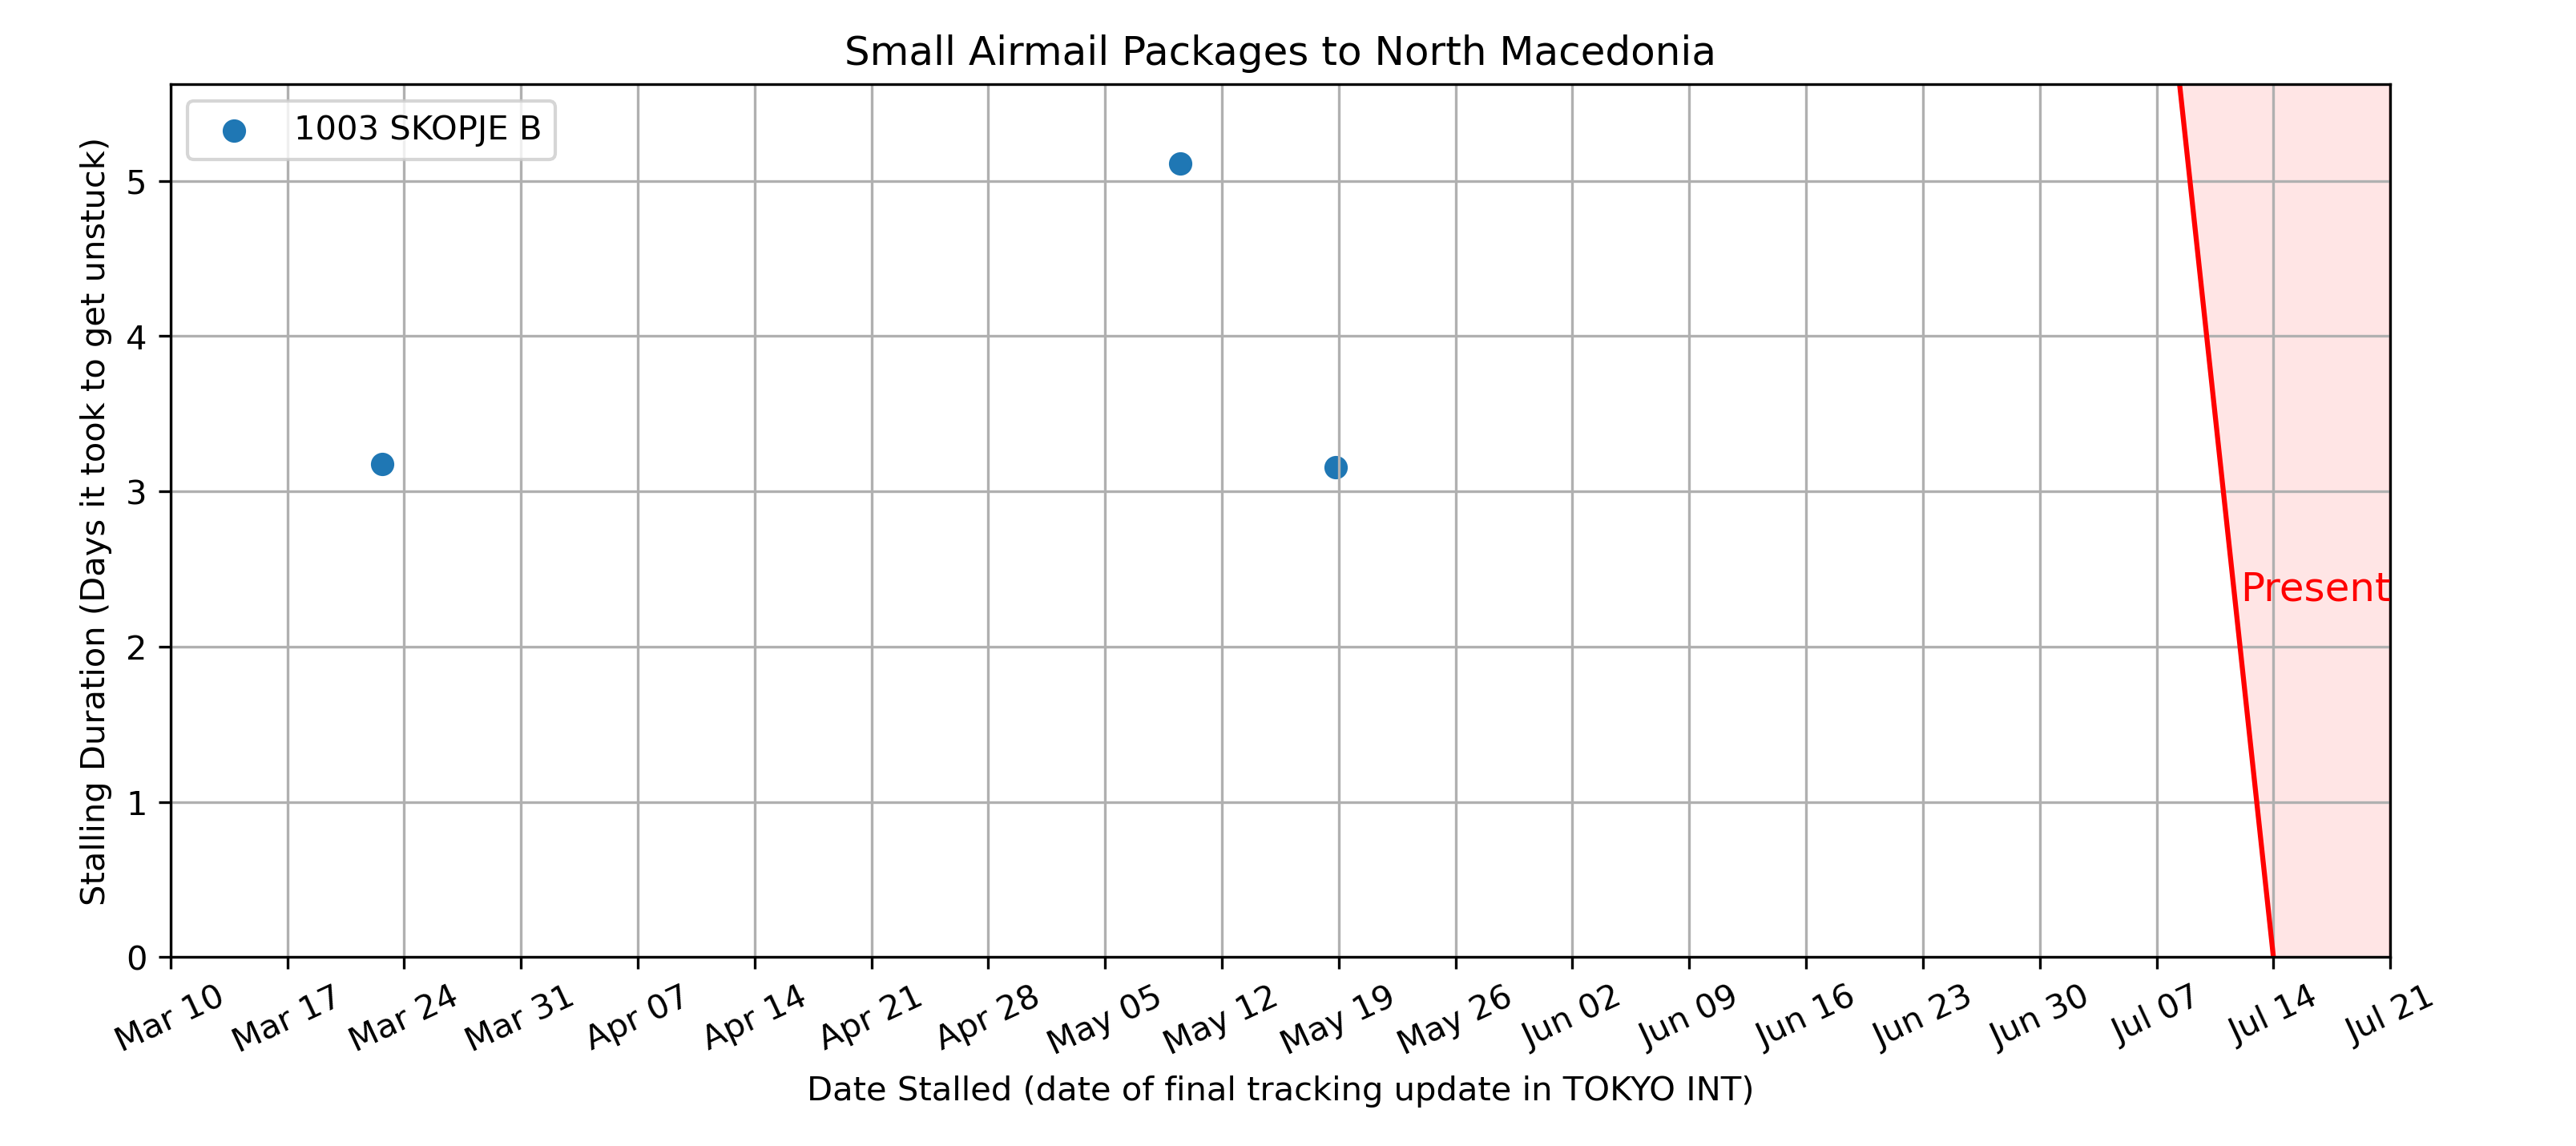 Small Airmail Packages to North Macedonia
1003 SKOPJE B
Stalling Duration (Days it took to get unstuck)
5
4
3
2
1
0
Present
Mar 10
Mar 17
Mar 24
Mar 31
Apr 07
Apr 14
Apr 21
Apr 28
May 05
May 12
May 19
May 26
Jun 02
Jun 09
Jun 16
Jun 23
Jun 30
Jul 07
Jul 14
Jul 21
Date Stalled (date of final tracking update in TOKYO INT)